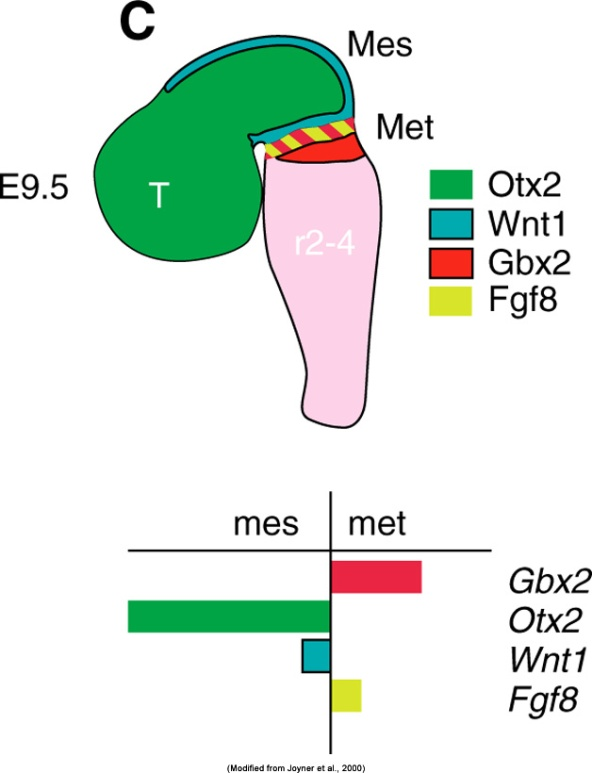 C
Mes
Met
E9.5
T
r2-4
Otx2
Wnt1
Gbx2
Fgf8
mes
met
Gbx2
Otx2
Wnt1
Fgf8
(Modified from Joyner et al., 2000)